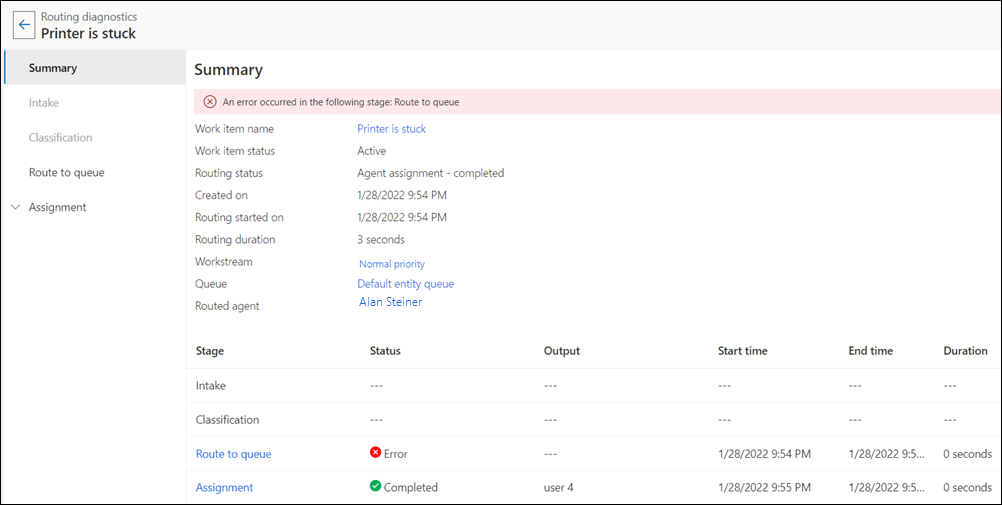 Routing diagnostics
Printer is stuck
Summary
Intake
Classification
Route to queue
Assignment
Summary
An error occurred in the following stage: Route to queue
Work item name Printer is stuck
Work item status Active
Routing status Agent assignment - completed
Created on 1/28/2022 9:54 PM
Routing started on 1/28/2022 9:54 PM
Routing duration 3 seconds
Workstream Normal priority
Queue Default entity queue
Routed agent Alan Steiner
Stage Status Output Start time End time Duration
Intake --- --- --- --- ---
Classification --- --- --- --- ---
Route to queue Error --- 1/28/2022 9:54 PM 1/28/2022 9:5... 0 seconds
Assignment Completed user 4 1/28/2022 9:55 PM 1/28/2022 9:5... 0 seconds